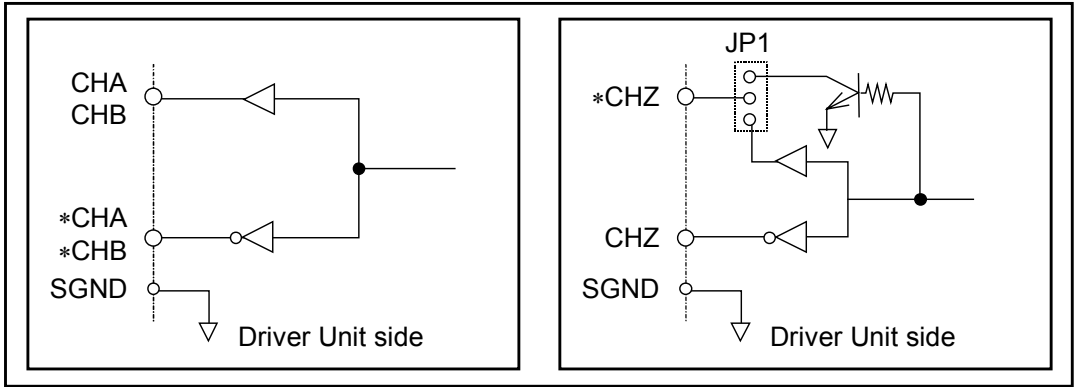 CHA
CHB
∗CHA
∗CHB
SGND
Driver Unit side
JP1
∗CHZ
CHZ
SGND
Driver Unit side